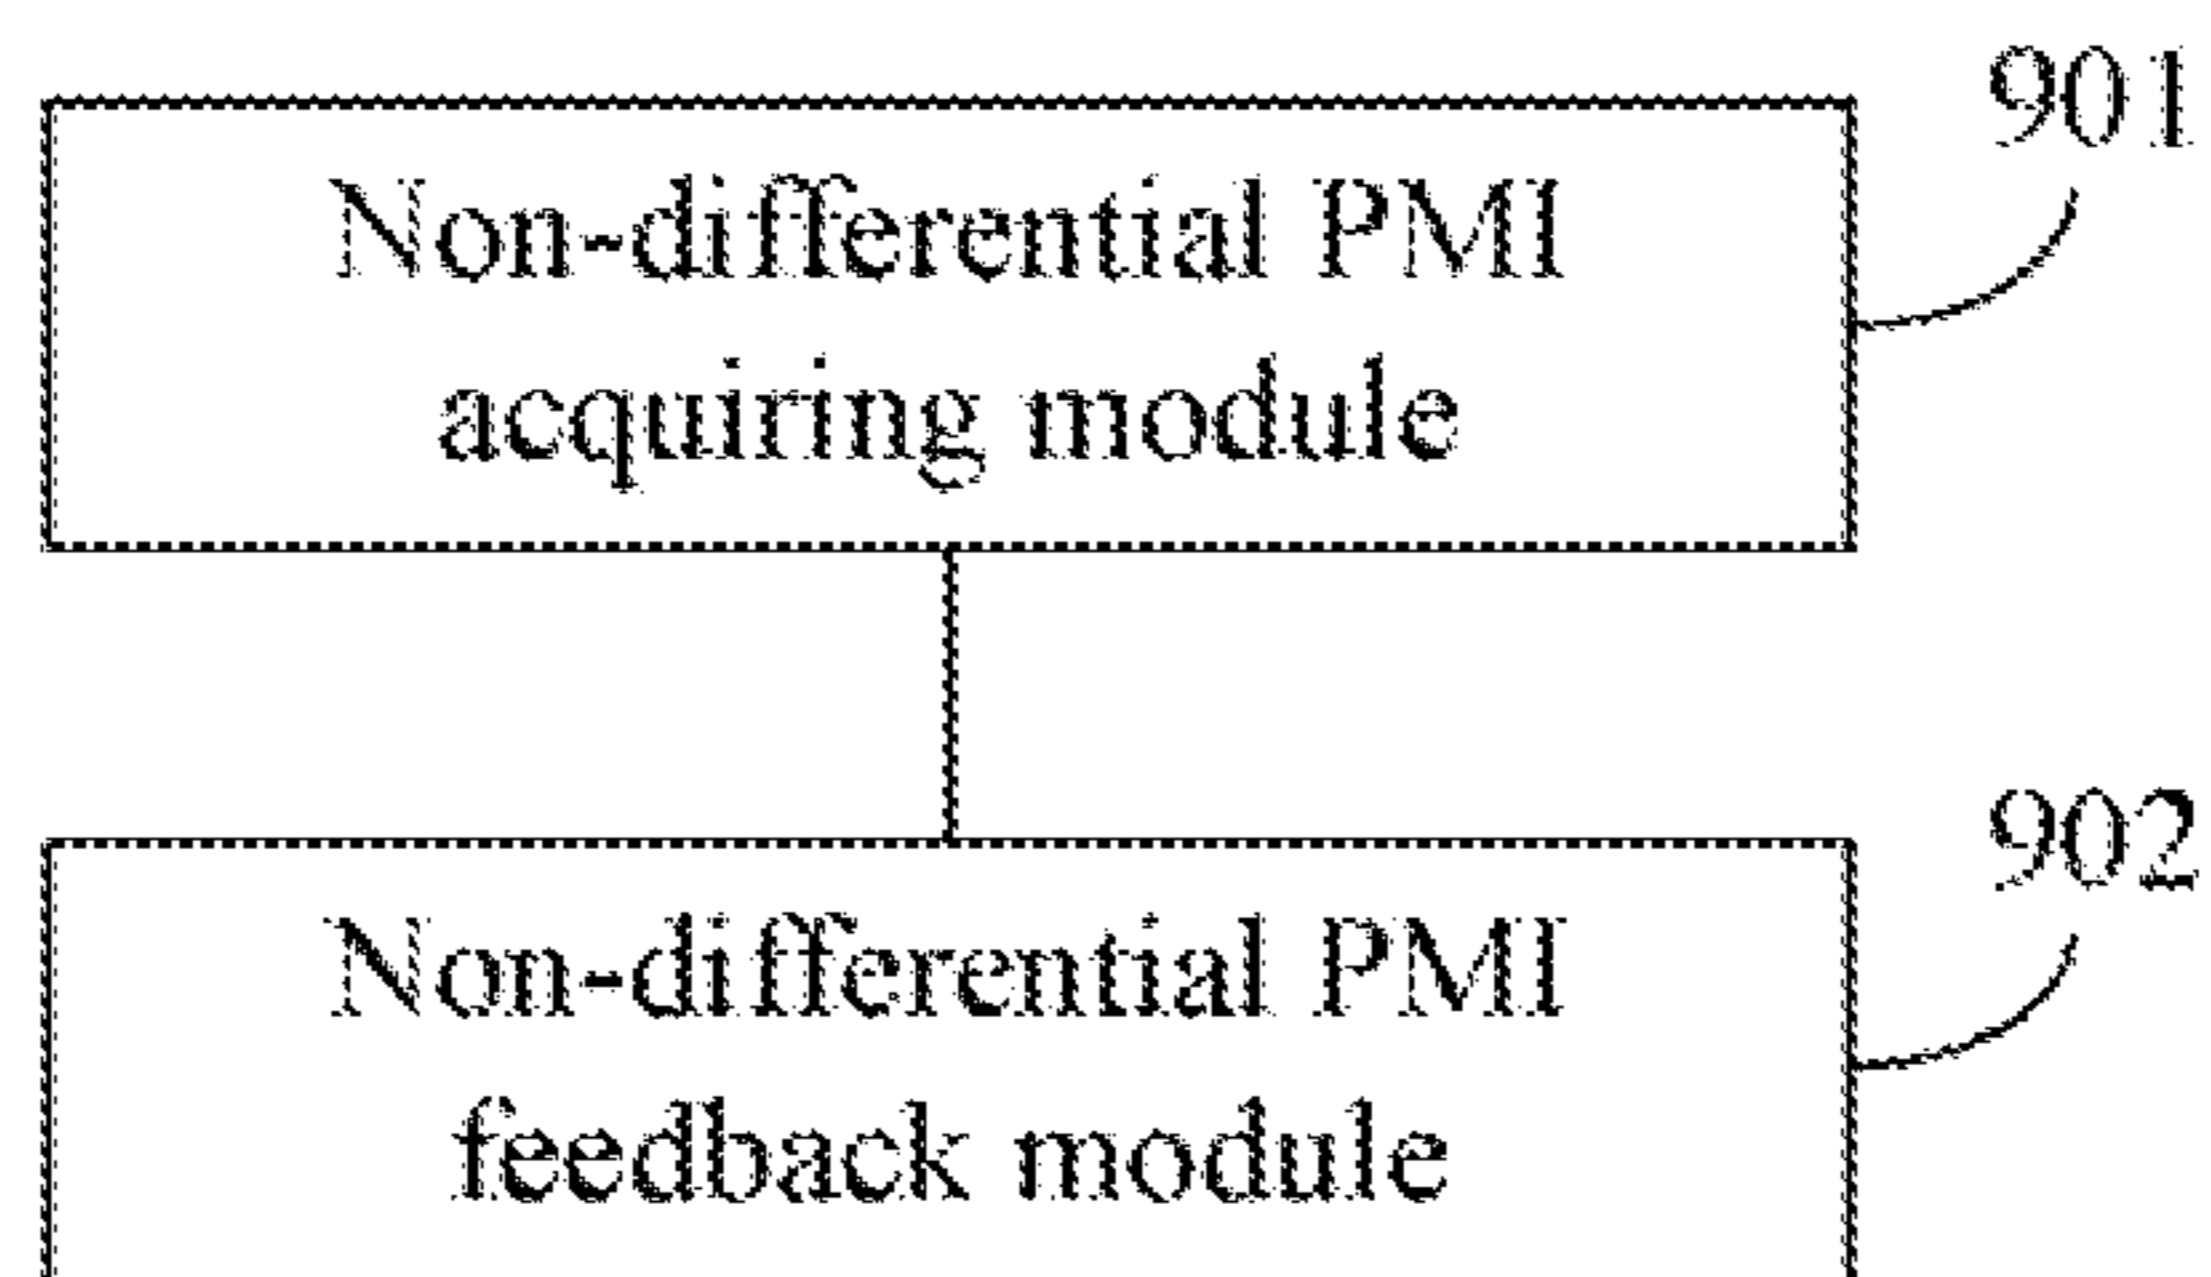 901
Non-differential PMI
acquiring module
902
Non-differential PMI
feedback module